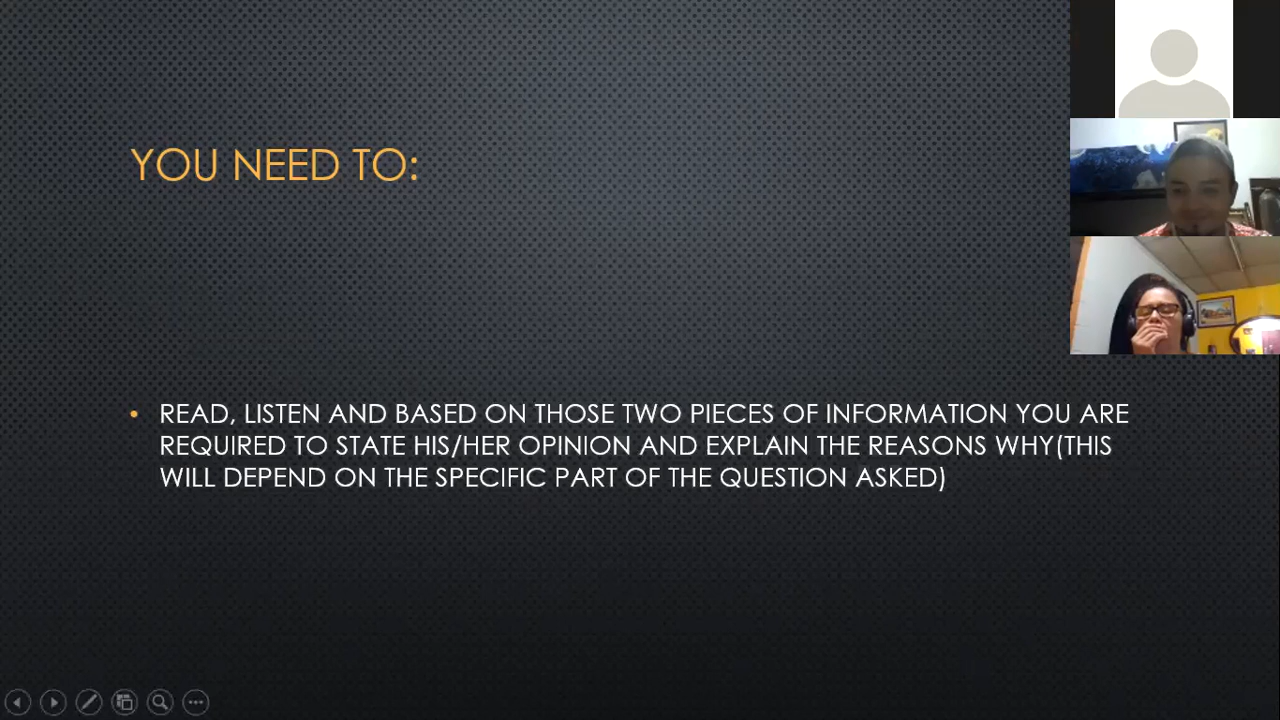 YOU NEED TO:
• READ, LISTEN AND BASED ON THOSE TWO PIECES OF INFORMATION YOU ARE
REQUIRED TO STATE HIS/HER OPINION AND EXPLAIN THE REASONS WHY(THIS
WILL DEPEND ON THE SPECIFIC PART OF THE QUESTION ASKED)